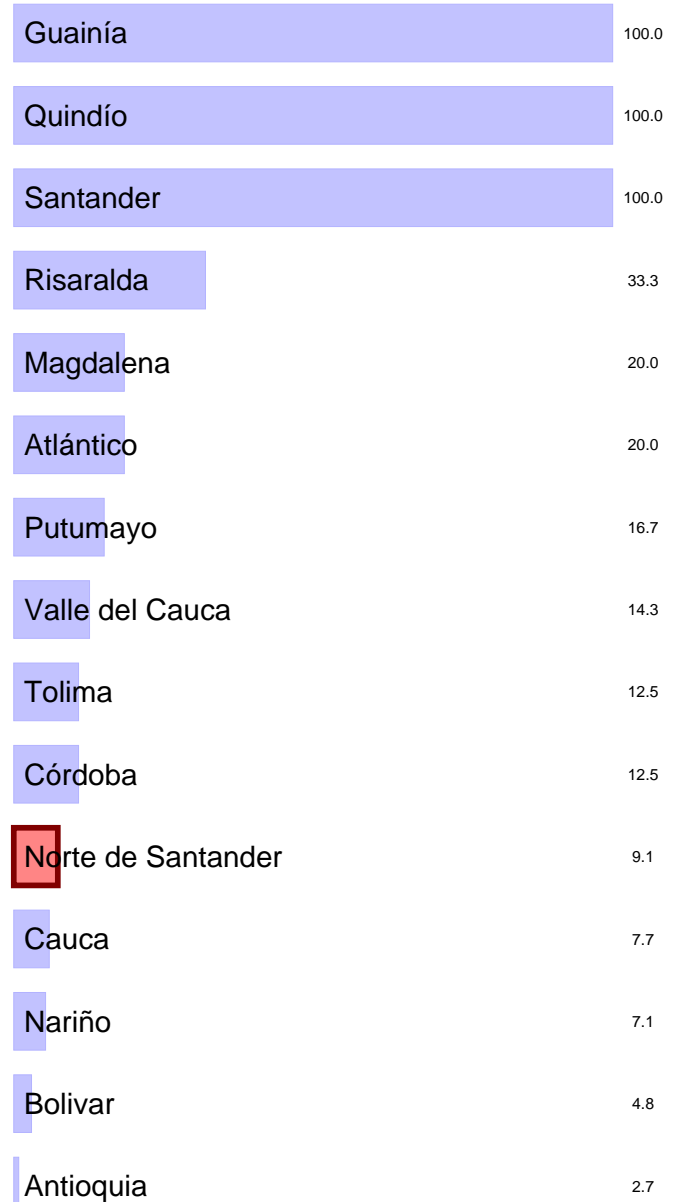 Guainía 100.0
Quindío 100.0
Santander 100.0
Risaralda 33.3
Magdalena 20.0
Atlántico 20.0
Putumayo 16.7
Valle del Cauca 14.3
Tolima 12.5
Córdoba 12.5
Norte de Santander 9.1
Cauca 7.7
Nariño 7.1
Bolivar 4.8
Antioquia 2.7